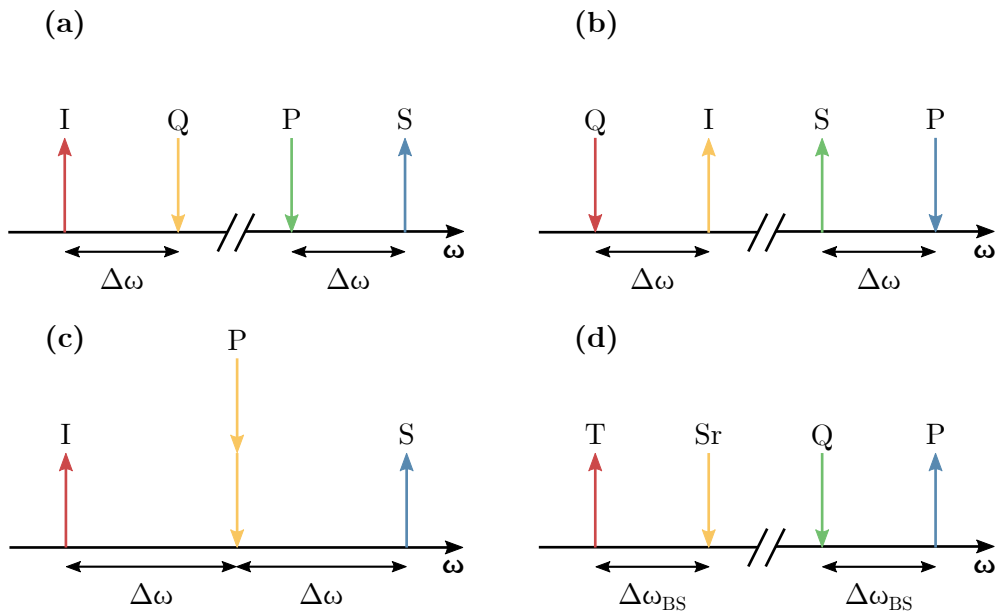 (a)
I Q P S
ω
Δω Δω
(b)
Q I S P
ω
Δω Δω
(c)
P
I S
ω
Δω Δω
(d)
T Sr Q P
ω
Δω_BS Δω_BS